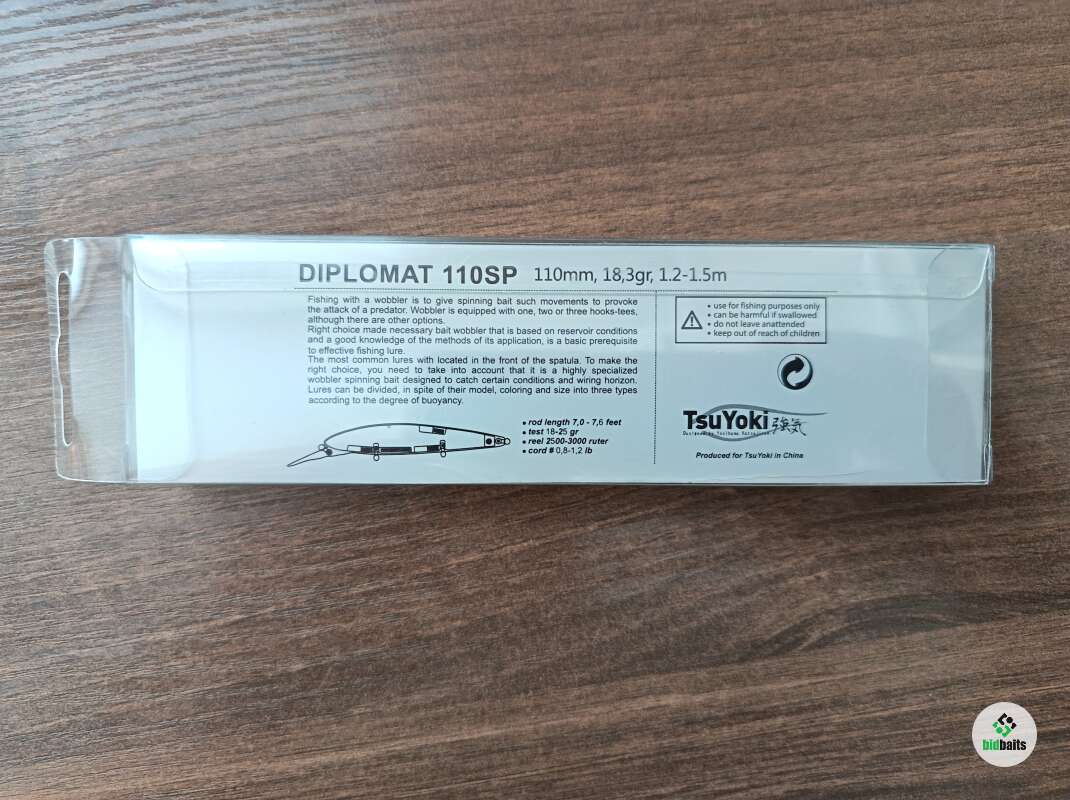 DIPLOMAT 110SP 110mm, 18,3gr, 1.2-1.5m
Fishing with a wobbler is to give spinning bait such movements to provoke
the attack of a predator. Wobbler is equipped with one, two or three hooks-tees,
although there are other options.
Right choice made necessary bait wobbler that is based on reservoir conditions
and a good knowledge of the methods of its application, is a basic prerequisite
to effective fishing lure.
The most common lures with located in the front of the spatula. To make the
right choice, you need to take into account that it is a highly specialized
wobbler spinning bait designed to catch certain conditions and wiring horizon.
Lures can be divided, in spite of their model, coloring and size into three types
according to the degree of buoyancy.
• rod length 7,0 - 7,6 feet
• test 18-25 gr
• reel 2500-3000 ruter
• cord # 0,8-1,2 lb
• use for fishing purposes only
• can be harmful if swallowed
• do not leave anattended
• keep out of reach of children
TsuYoki 強気
Produced for TsuYoki in China
bidbaits